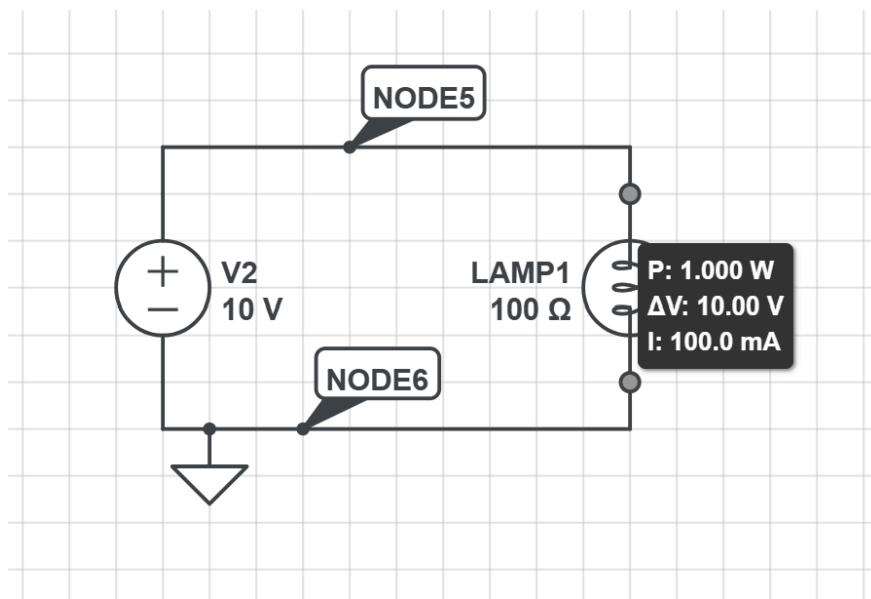 NODE5
V2
10 V
LAMP1
100 Ω
P: 1.000 W
ΔV: 10.00 V
I: 100.0 mA
NODE6